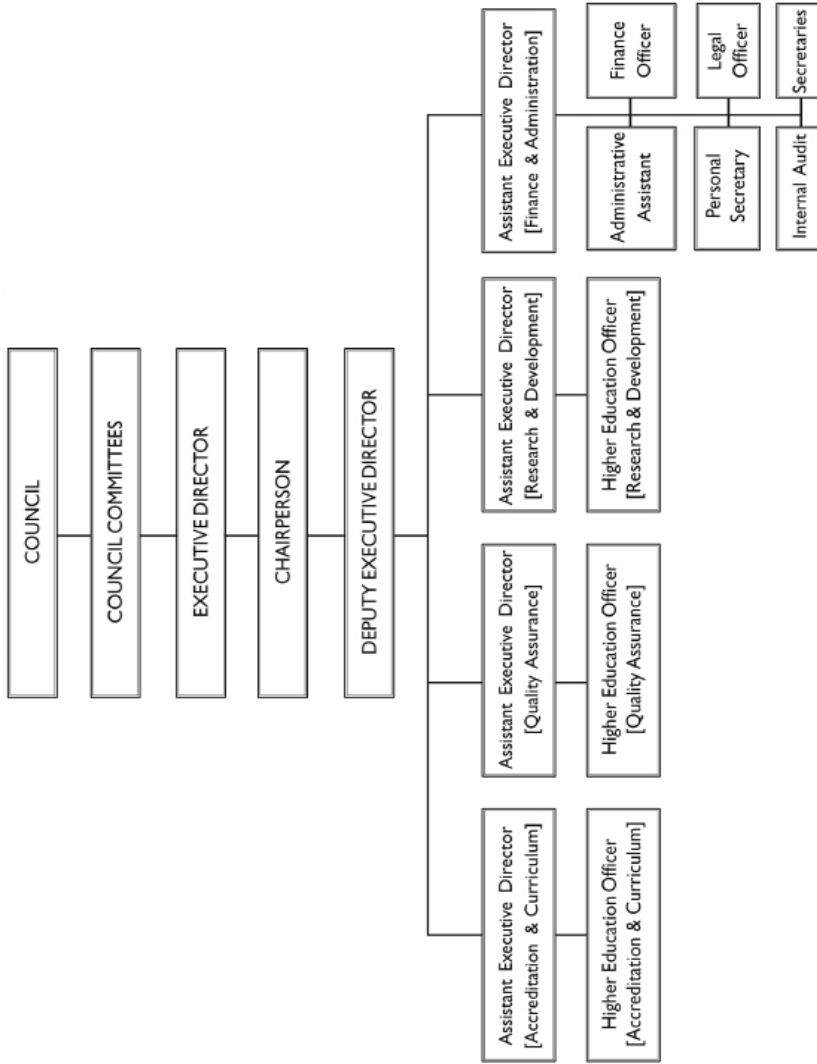 COUNCIL
COUNCIL COMMITTEES
EXECUTIVE DIRECTOR
CHAIRPERSON
DEPUTY EXECUTIVE DIRECTOR
Assistant Executive Director
[Accreditation & Curriculum]
Assistant Executive Director
[Quality Assurance]
Assistant Executive Director
[Research & Development]
Assistant Executive Director
[Finance & Administration]
Higher Education Officer
[Accreditation & Curriculum]
Higher Education Officer
[Quality Assurance]
Higher Education Officer
[Research & Development]
Administrative
Assistant
Finance
Officer
Personal
Secretary
Legal
Officer
Internal Audit
Secretaries